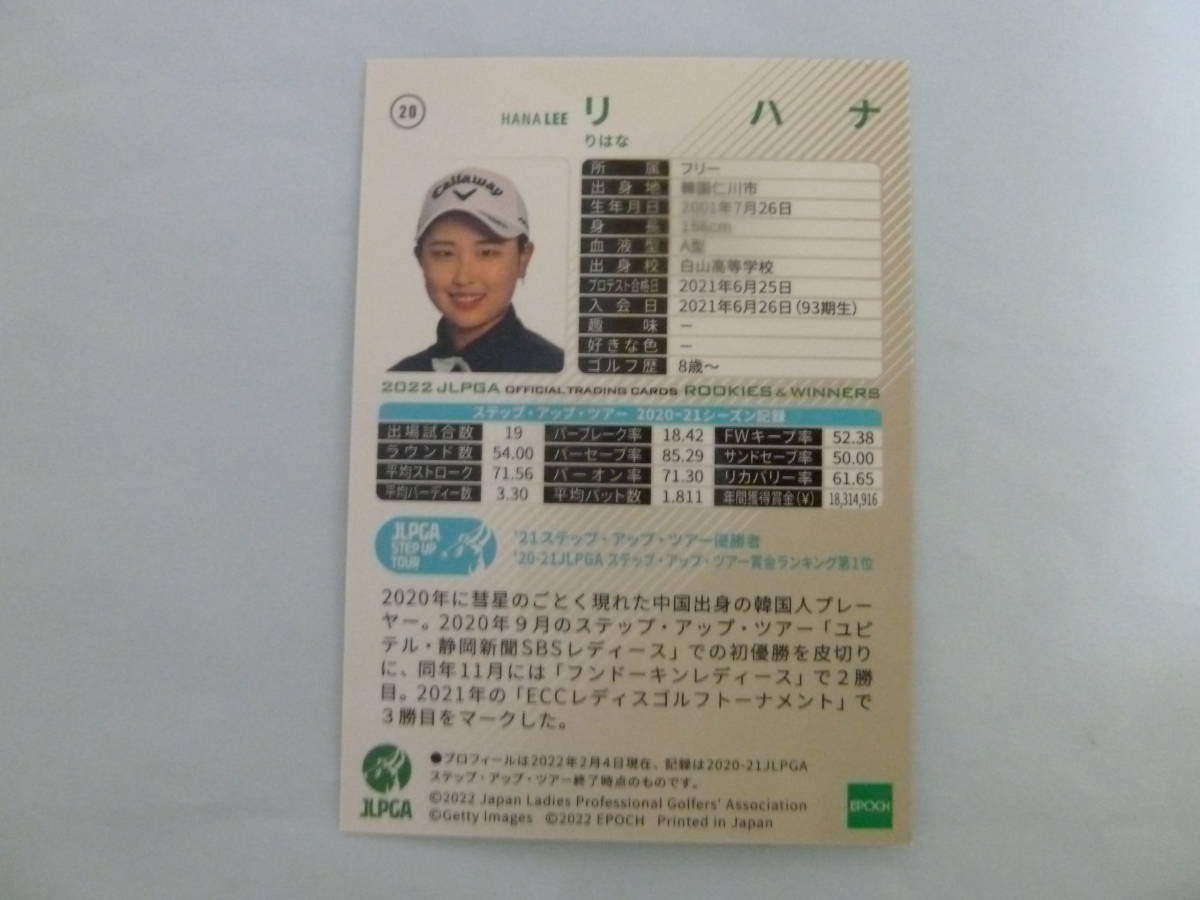 20
HANA LEE リ ハ ナ
りはな
Callaway
所属 フリー
出身地 韓国仁川市
生年月日 2001年7月26日
身長 156cm
血液型 A型
出身校 白山高等学校
プロテスト合格日 2021年6月25日
入会日 2021年6月26日(93期生)
趣味 ー
好きな色 ー
ゴルフ歴 8歳〜
2022 JLPGA OFFICIAL TRADING CARDS ROOKIES & WINNERS
ステップ・アップ・ツアー 2020-21シーズン記録
出場試合数 19 パーブレーク率 18.42 FWキープ率 52.38
ラウンド数 54.00 パーセーブ率 85.29 サンドセーブ率 50.00
平均ストローク 71.56 パーオン率 71.30 リカバリー率 61.65
平均バーディー数 3.30 平均パット数 1.811 年間獲得賞金(¥) 18,314,916
JLPGA
STEP UP
TOUR
'21ステップ・アップ・ツアー優勝者
'20-21JLPGA ステップ・アップ・ツアー賞金ランキング第1位
2020年に彗星のごとく現れた中国出身の韓国人プレー
ヤー。2020年9月のステップ・アップ・ツアー「ユピ
テル・静岡新聞SBSレディース」での初優勝を皮切り
に、同年11月には「フンドーキンレディース」で2勝
目。2021年の「ECCレディスゴルフトーナメント」で
3勝目をマークした。
●プロフィールは2022年2月4日現在、記録は2020-21JLPGA
ステップ・アップ・ツアー終了時点のものです。
©2022 Japan Ladies Professional Golfers' Association
©Getty Images ©2022 EPOCH Printed in Japan
JLPGA
EPOCH